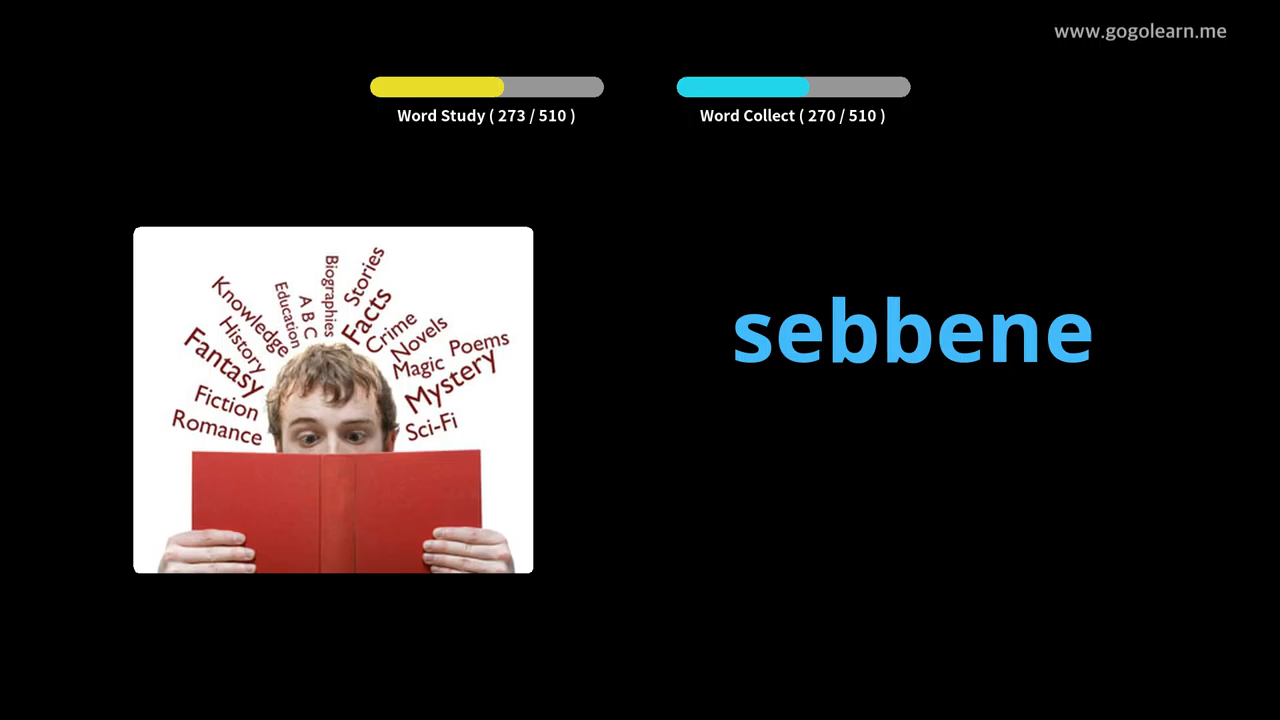 www.gogolearn.me
Word Study ( 273 / 510 )
Word Collect ( 270 / 510 )
Biographies
Stories
Knowledge
Education
A B C
Facts
Crime
History
Novels
Fantasy
Magic
Poems
Mystery
Fiction
Romance
Sci-Fi
sebbene